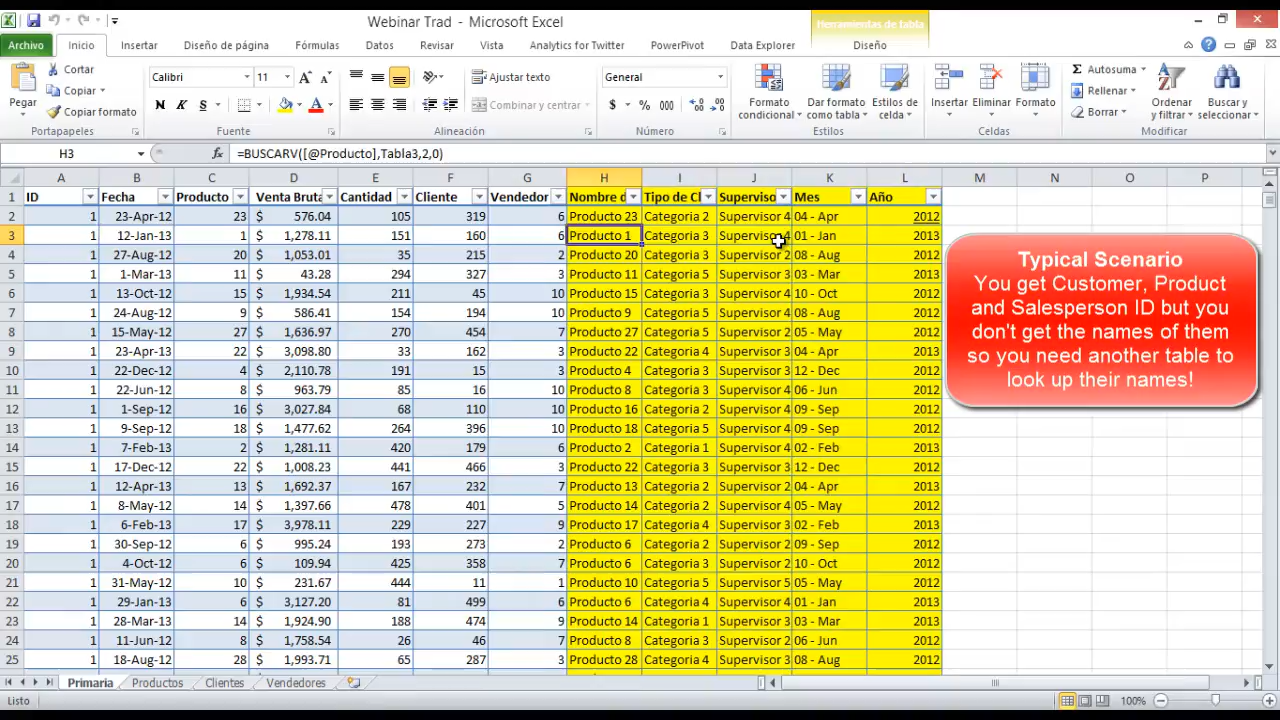 Webinar Trad - Microsoft Excel
Herramientas de tabla
Archivo Inicio Insertar Diseño de página Fórmulas Datos Revisar Vista Analytics for Twitter PowerPivot Data Explorer Diseño
Pegar
Cortar
Copiar
Copiar formato
Portapapeles
Calibri 11
N K S
Fuente
Ajustar texto
Combinar y centrar
Alineación
General
$ % 000
Número
Formato condicional
Dar formato como tabla
Estilos de celda
Estilos
Insertar Eliminar Formato
Celdas
Autosuma
Rellenar
Borrar
Ordenar y filtrar
Buscar y seleccionar
Modificar
H3 fx =BUSCARV([@Producto],Tabla3,2,0)
A B C D E F G H I J K L M N O P
1 ID Fecha Producto Venta Bruta Cantidad Cliente Vendedor Nombre d Tipo de Cl Superviso Mes Año
2 1 23-Apr-12 23 $ 576.04 105 319 6 Producto 23 Categoria 2 Supervisor 4 04 - Apr 2012
3 1 12-Jan-13 1 $ 1,278.11 151 160 6 Producto 1 Categoria 3 Supervisor 4 01 - Jan 2013
4 1 27-Aug-12 20 $ 1,053.01 35 215 2 Producto 20 Categoria 3 Supervisor 2 08 - Aug 2012
5 1 1-Mar-13 11 $ 43.28 294 327 3 Producto 11 Categoria 5 Supervisor 3 03 - Mar 2013
6 1 13-Oct-12 15 $ 1,934.54 211 45 10 Producto 15 Categoria 3 Supervisor 4 10 - Oct 2012
7 1 24-Aug-12 9 $ 586.41 154 194 10 Producto 9 Categoria 5 Supervisor 4 08 - Aug 2012
8 1 15-May-12 27 $ 1,636.97 270 454 7 Producto 27 Categoria 5 Supervisor 2 05 - May 2012
9 1 23-Apr-13 22 $ 3,098.80 33 162 3 Producto 22 Categoria 4 Supervisor 3 04 - Apr 2013
10 1 22-Dec-12 4 $ 2,110.78 191 15 3 Producto 4 Categoria 3 Supervisor 3 12 - Dec 2012
11 1 22-Jun-12 8 $ 963.79 85 16 10 Producto 8 Categoria 3 Supervisor 4 06 - Jun 2012
12 1 1-Sep-12 16 $ 3,027.84 68 110 10 Producto 16 Categoria 2 Supervisor 4 09 - Sep 2012
13 1 9-Sep-12 18 $ 1,477.62 264 396 10 Producto 18 Categoria 5 Supervisor 4 09 - Sep 2012
14 1 7-Feb-13 2 $ 1,281.11 420 179 6 Producto 2 Categoria 1 Supervisor 4 02 - Feb 2013
15 1 17-Dec-12 22 $ 1,008.23 441 466 3 Producto 22 Categoria 3 Supervisor 3 12 - Dec 2012
16 1 12-Apr-13 13 $ 1,692.37 167 232 7 Producto 13 Categoria 2 Supervisor 2 04 - Apr 2013
17 1 8-May-12 14 $ 1,397.66 478 401 5 Producto 14 Categoria 2 Supervisor 5 05 - May 2012
18 1 6-Feb-13 17 $ 3,978.11 229 227 9 Producto 17 Categoria 4 Supervisor 3 02 - Feb 2013
19 1 30-Sep-12 6 $ 995.24 193 273 2 Producto 6 Categoria 3 Supervisor 2 09 - Sep 2012
20 1 4-Oct-12 6 $ 109.94 425 358 7 Producto 6 Categoria 3 Supervisor 2 10 - Oct 2012
21 1 31-May-12 10 $ 231.67 444 11 1 Producto 10 Categoria 5 Supervisor 5 05 - May 2012
22 1 29-Jan-13 6 $ 3,127.20 81 499 6 Producto 6 Categoria 4 Supervisor 4 01 - Jan 2013
23 1 28-Mar-13 14 $ 1,924.90 188 474 9 Producto 14 Categoria 1 Supervisor 3 03 - Mar 2013
24 1 11-Jun-12 8 $ 1,758.54 26 46 7 Producto 8 Categoria 3 Supervisor 2 06 - Jun 2012
25 1 18-Aug-12 28 $ 1,993.71 65 287 3 Producto 28 Categoria 4 Supervisor 3 08 - Aug 2012
Typical Scenario
You get Customer, Product
and Salesperson ID but you
don't get the names of them
so you need another table to
look up their names!
Primaria Productos Clientes Vendedores
Listo 100%